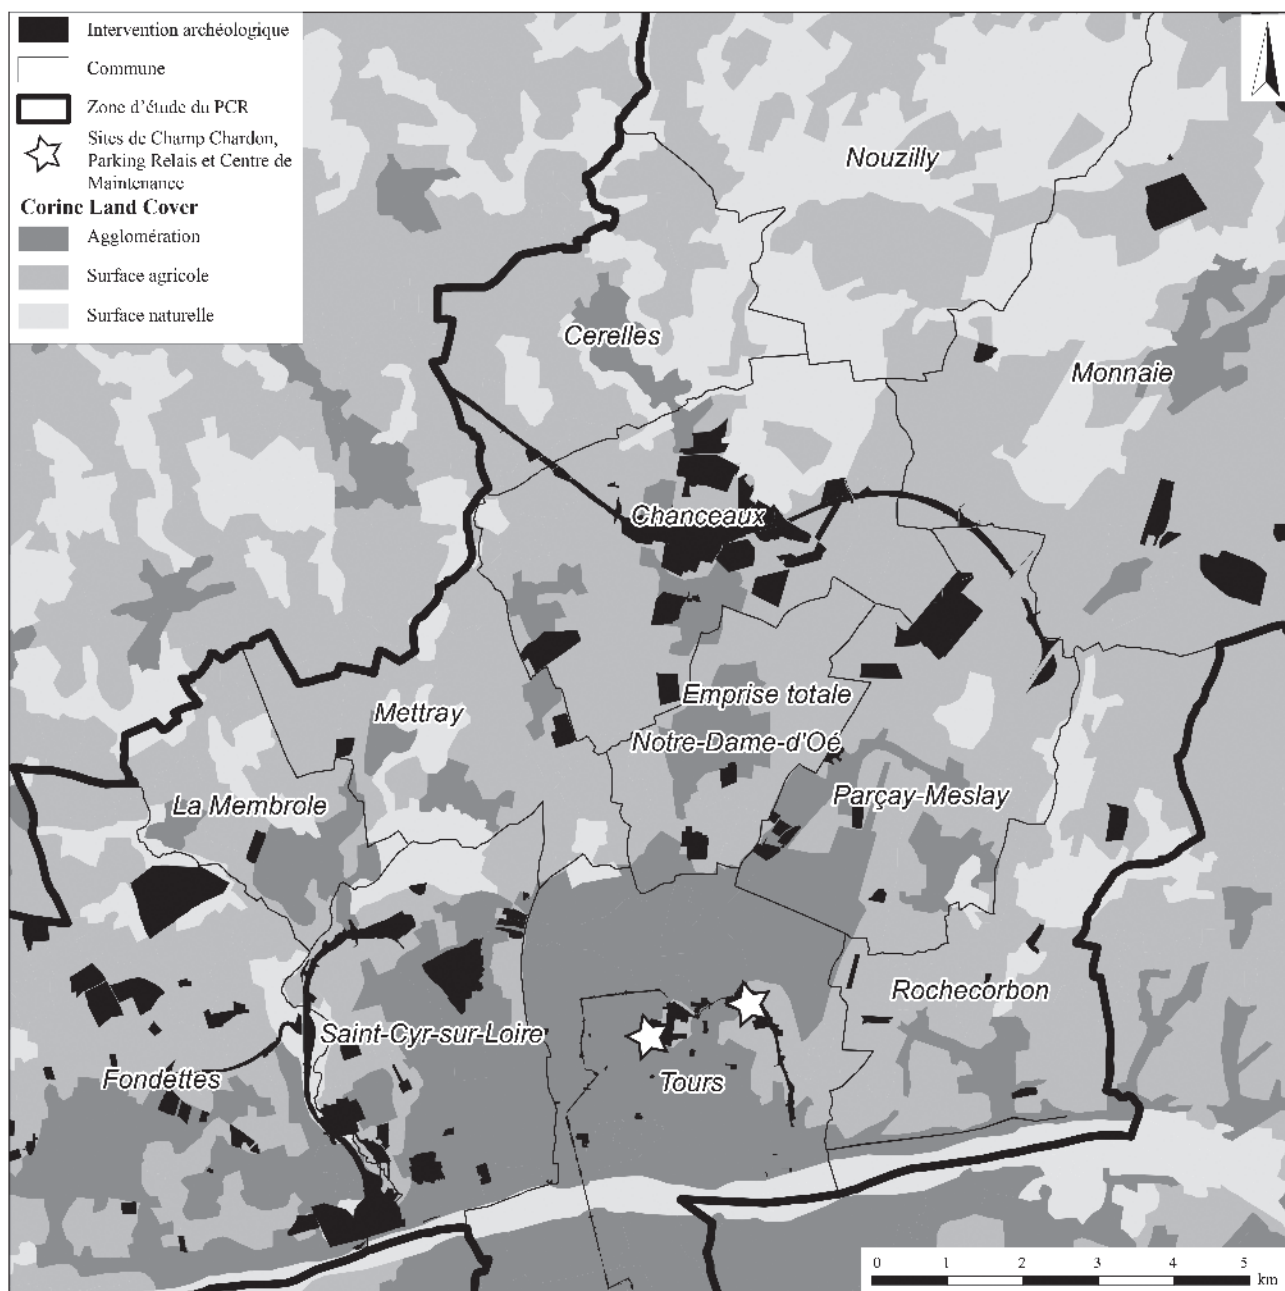 Intervention archéologique
Commune
Zone d'étude du PCR
Sites de Champ Chardon,
Parking Relais et Centre de
Maintenance
Corine Land Cover
Agglomération
Surface agricole
Surface naturelle
Nouzilly
Cerelles
Monnaie
Chanceaux
Emprise totale
Mettray
Notre-Dame-d'Oé
La Membrole
Parçay-Meslay
Rochecorbon
Saint-Cyr-sur-Loire
Fondettes
Tours
0 1 2 3 4 5
km